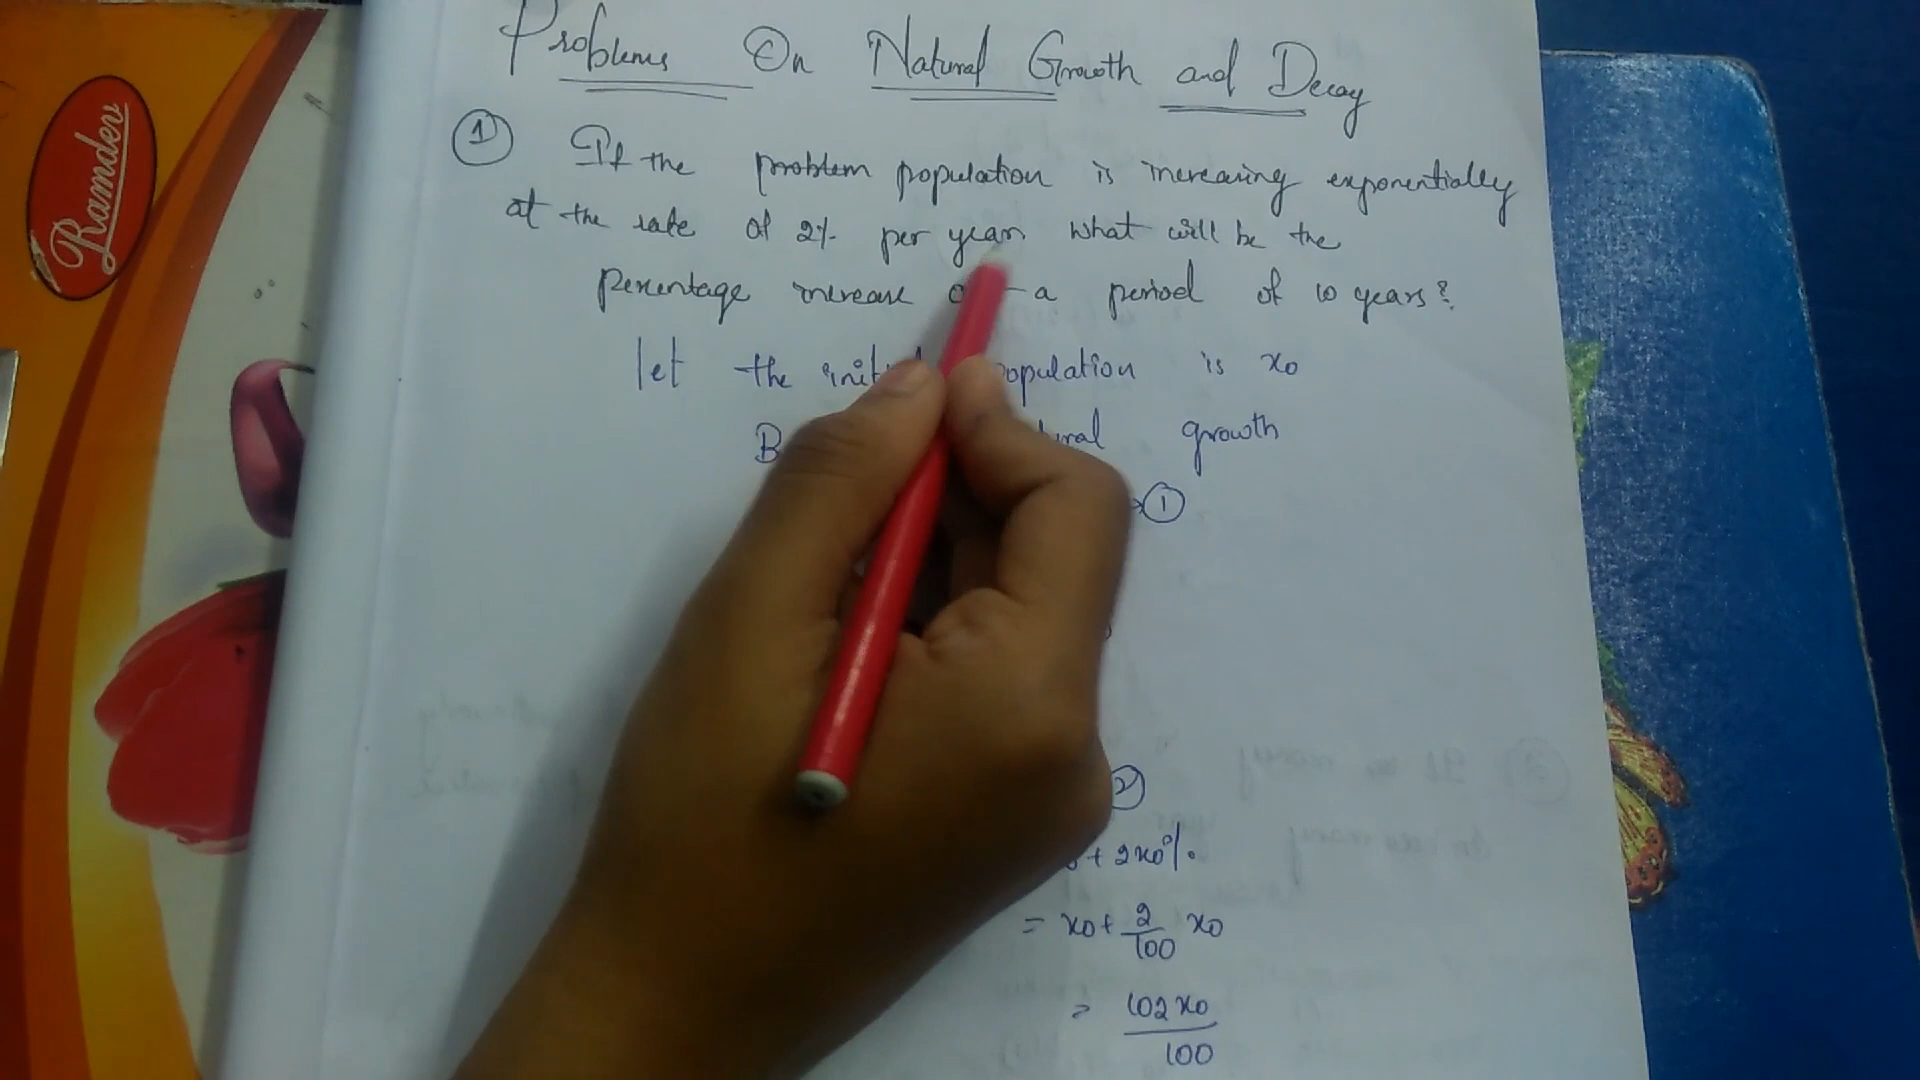 Problems On Natural Growth and Decay
① If the problem population is increasing exponentially
at the rate of 2% per year. What will be the
percentage increase a period of 10 years?
let the population is x0
growth
①
②
+ 2x0%.
= x0 + 2/100 x0
= 102x0/100
Ramdev